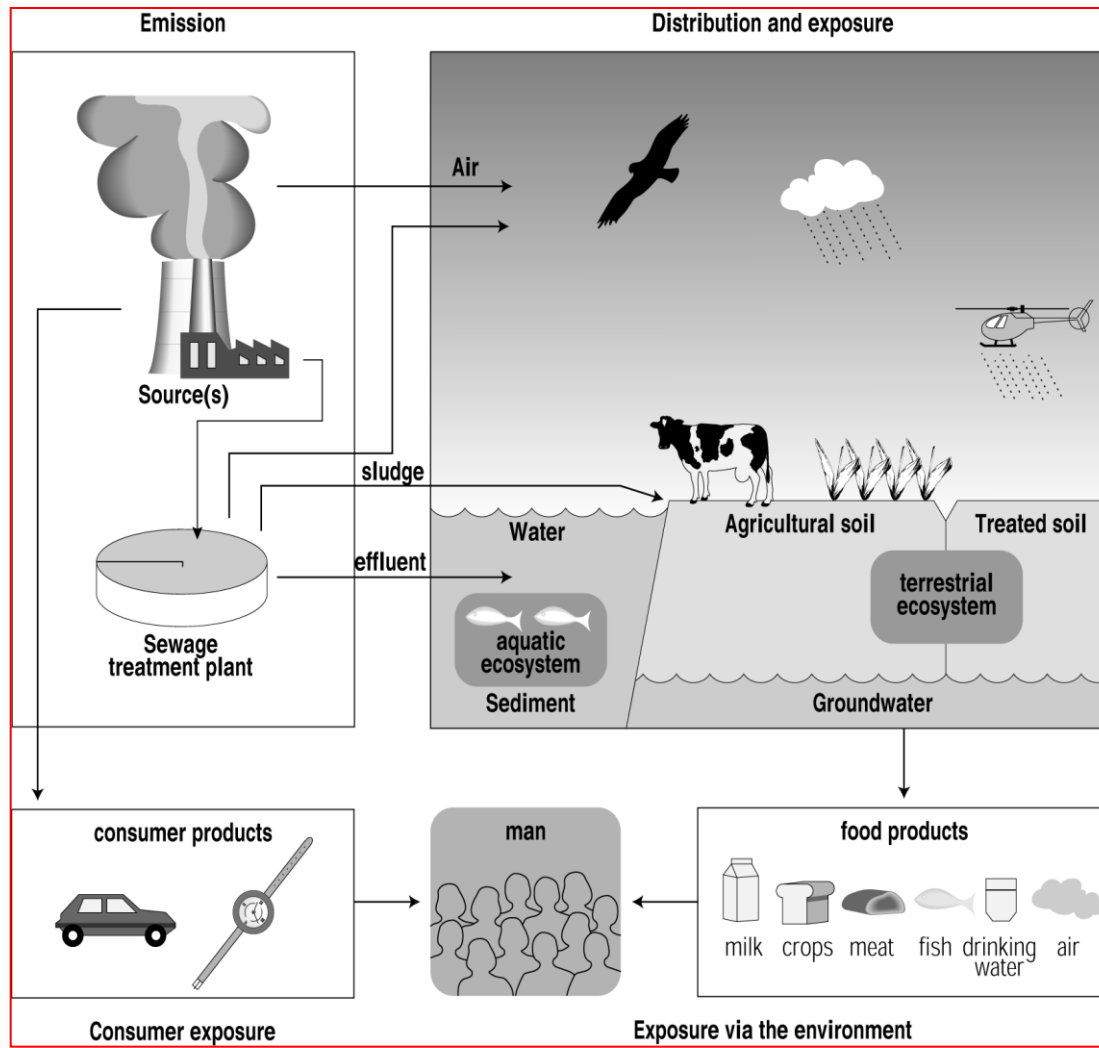 Emission
Distribution and exposure
Air
Source(s)
sludge
Water
Agricultural soil
Treated soil
effluent
terrestrial
ecosystem
aquatic
ecosystem
Sewage
treatment plant
Sediment
Groundwater
consumer products
man
food products
milk
crops
meat
fish
drinking
water
air
Consumer exposure
Exposure via the environment